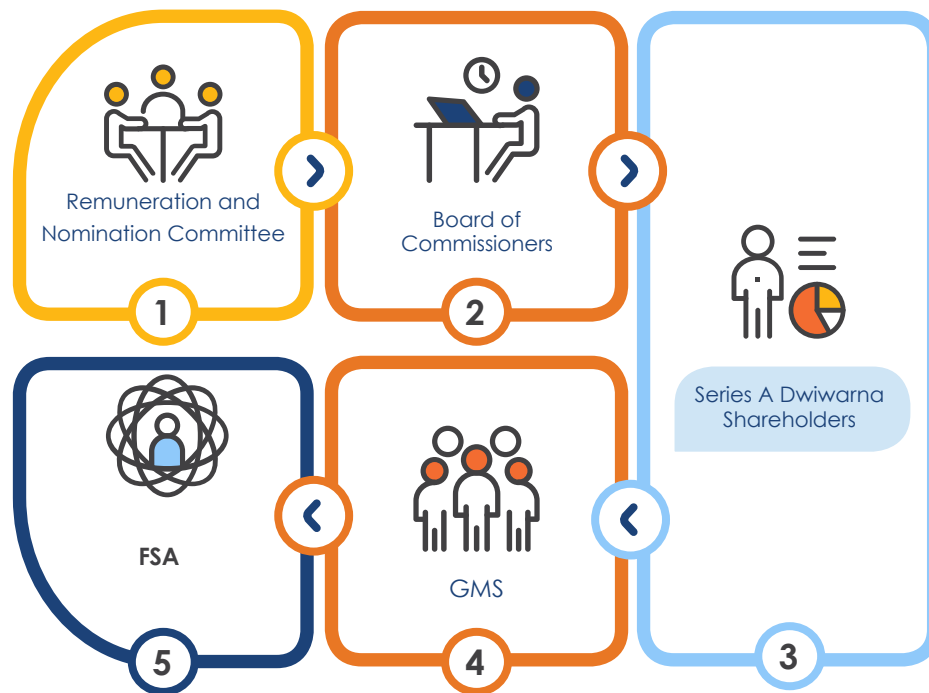 Remuneration and
Nomination Committee
1
Board of
Commissioners
2
Series A Dwiwarna
Shareholders
3
GMS
4
FSA
5